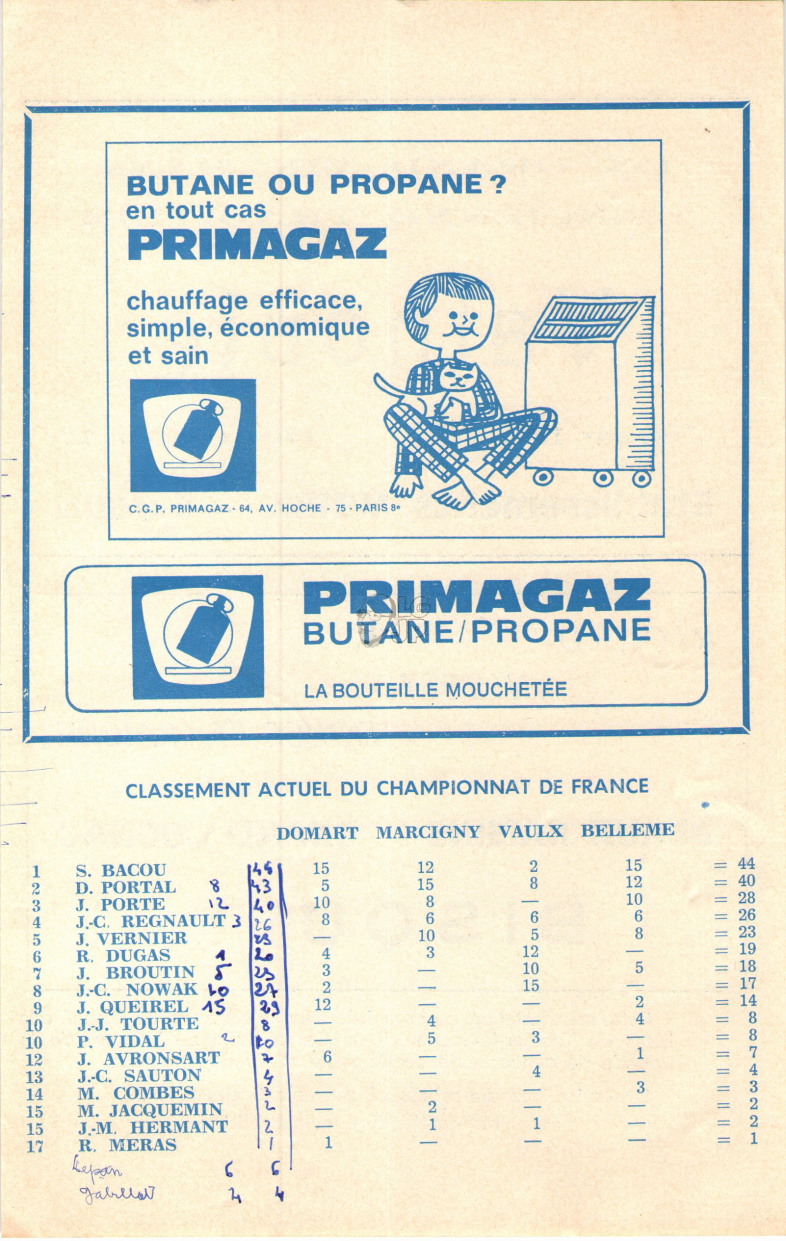 BUTANE OU PROPANE ?
en tout cas
PRIMAGAZ
chauffage efficace,
simple, économique
et sain
C.G.P. PRIMAGAZ - 64, AV. HOCHE - 75 - PARIS 8e
PRIMAGAZ
BUTANE/PROPANE
LA BOUTEILLE MOUCHETÉE
CLASSEMENT ACTUEL DU CHAMPIONNAT DE FRANCE
DOMART MARCIGNY VAULX BELLEME
1 S. BACOU 15 12 2 15 = 44
2 D. PORTAL 8 43 5 15 8 12 = 40
3 J. PORTE 12 40 10 8 — 10 = 28
4 J.-C. REGNAULT 3 26 8 6 6 6 = 26
5 J. VERNIER 23 — 10 5 8 = 23
6 R. DUGAS 1 20 4 3 12 — = 19
7 J. BROUTIN 5 23 3 — 10 5 = 18
8 J.-C. NOWAK 10 27 2 — 15 — = 17
9 J. QUEIREL 15 29 12 — — 2 = 14
10 J.-J. TOURTE 8 — 4 — 4 = 8
10 P. VIDAL 2 10 — 5 3 — = 8
12 J. AVRONSART 7 6 — — 1 = 7
13 J.-C. SAUTON 4 — — 4 — = 4
14 M. COMBES 3 — — — 3 = 3
15 M. JACQUEMIN 2 — 2 — — = 2
15 J.-M. HERMANT 2 — 1 1 — = 2
17 R. MERAS 1 1 — — — = 1
Lepan 6 6
4 4